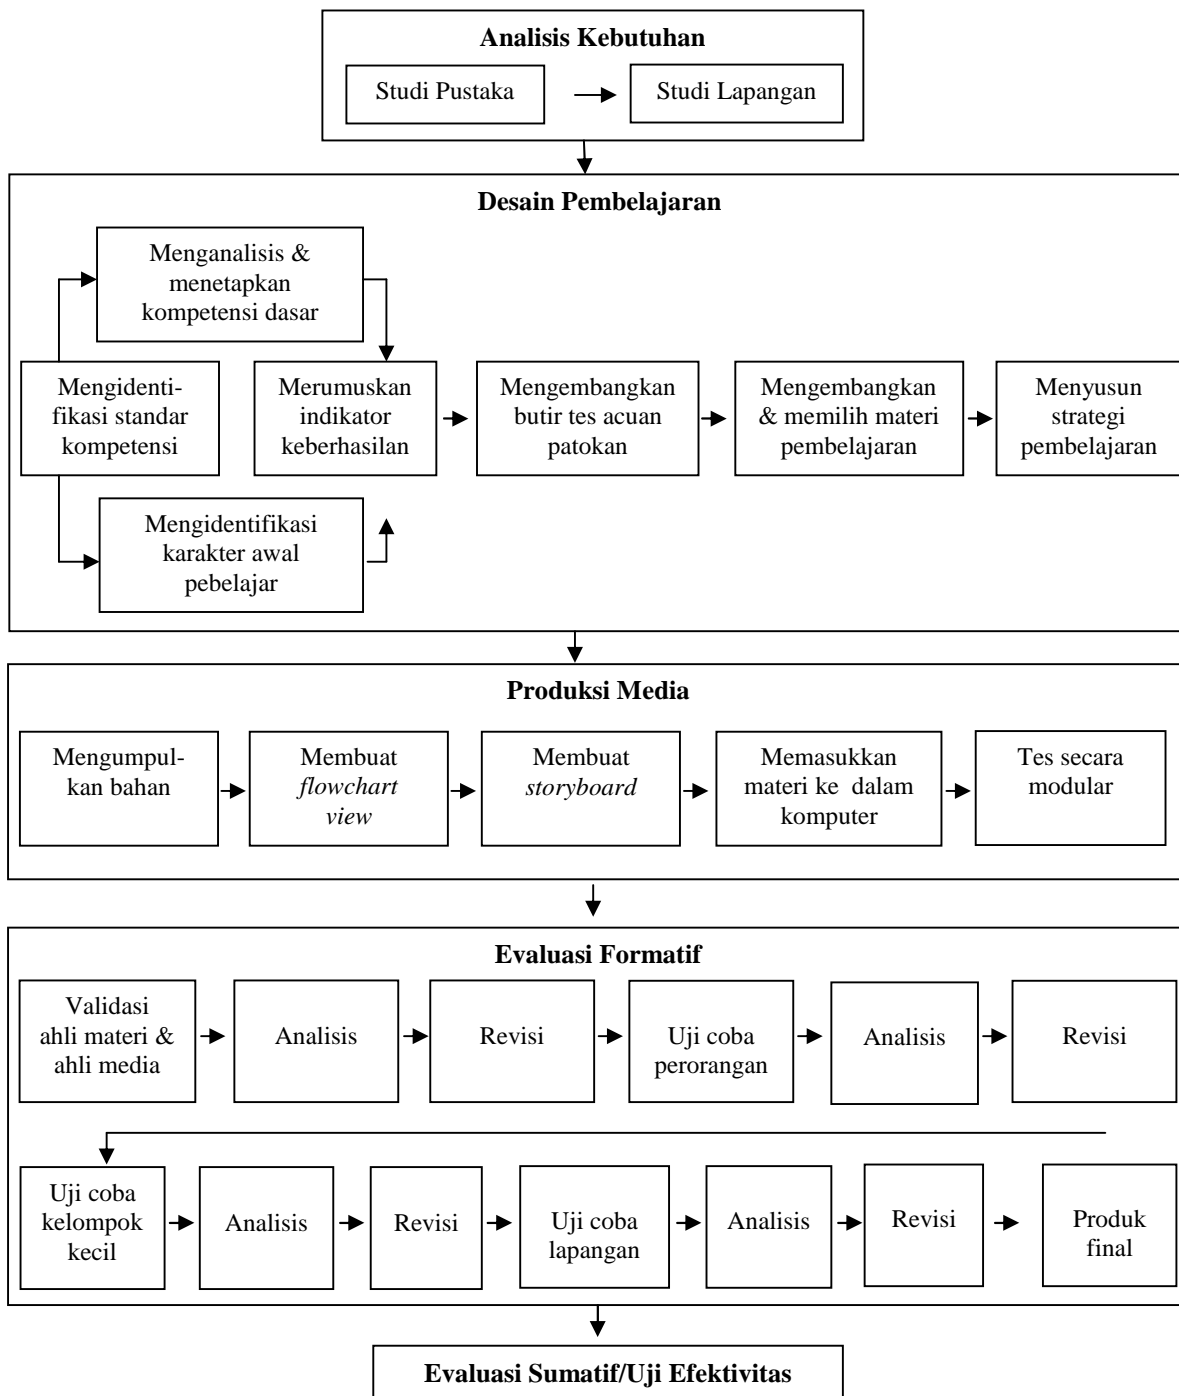 Analisis Kebutuhan
Studi Pustaka
Studi Lapangan
Desain Pembelajaran
Menganalisis &
menetapkan
kompetensi dasar
Mengidenti-
fikasi standar
kompetensi
Merumuskan
indikator
keberhasilan
Mengembangkan
butir tes acuan
patokan
Mengembangkan
& memilih materi
pembelajaran
Menyusun
strategi
pembelajaran
Mengidentifikasi
karakter awal
pebelajar
Produksi Media
Mengumpul-
kan bahan
Membuat
flowchart
view
Membuat
storyboard
Memasukkan
materi ke dalam
komputer
Tes secara
modular
Evaluasi Formatif
Validasi
ahli materi &
ahli media
Analisis
Revisi
Uji coba
perorangan
Analisis
Revisi
Uji coba
kelompok
kecil
Analisis
Revisi
Uji coba
lapangan
Analisis
Revisi
Produk
final
Evaluasi Sumatif/Uji Efektivitas